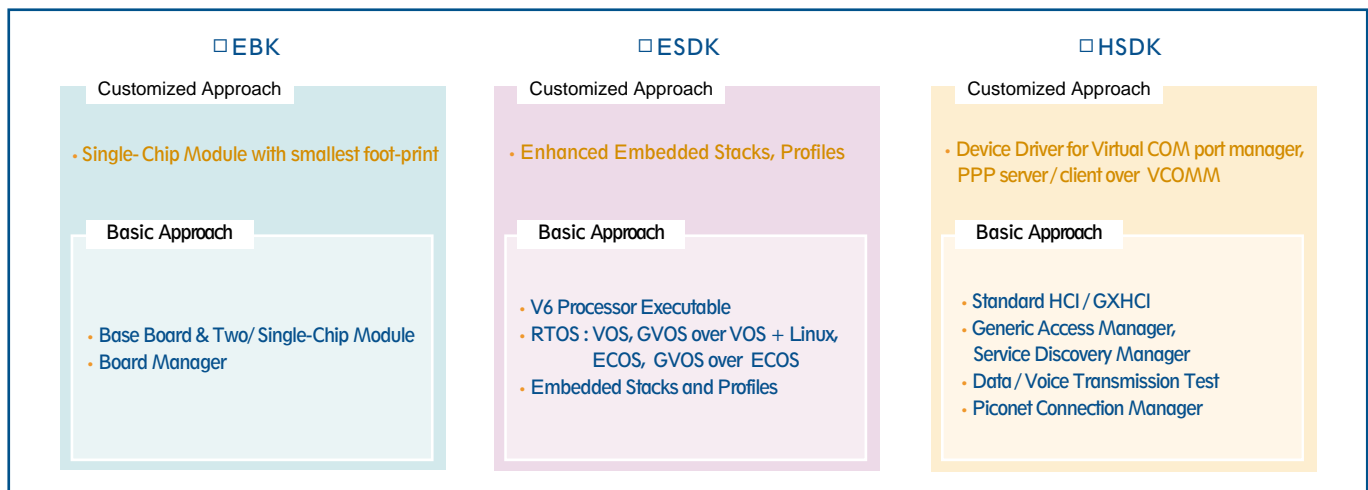 □ EBK
Customized Approach
• Single- Chip Module with smallest foot-print
Basic Approach
• Base Board & Two/ Single-Chip Module
• Board Manager
□ ESDK
Customized Approach
• Enhanced Embedded Stacks, Profiles
Basic Approach
• V6 Processor Executable
• RTOS : VOS, GVOS over VOS + Linux,
ECOS, GVOS over ECOS
• Embedded Stacks and Profiles
□ HSDK
Customized Approach
• Device Driver for Virtual COM port manager,
PPP server / client over VCOMM
Basic Approach
• Standard HCI / GXHCI
• Generic Access Manager,
Service Discovery Manager
• Data / Voice Transmission Test
• Piconet Connection Manager